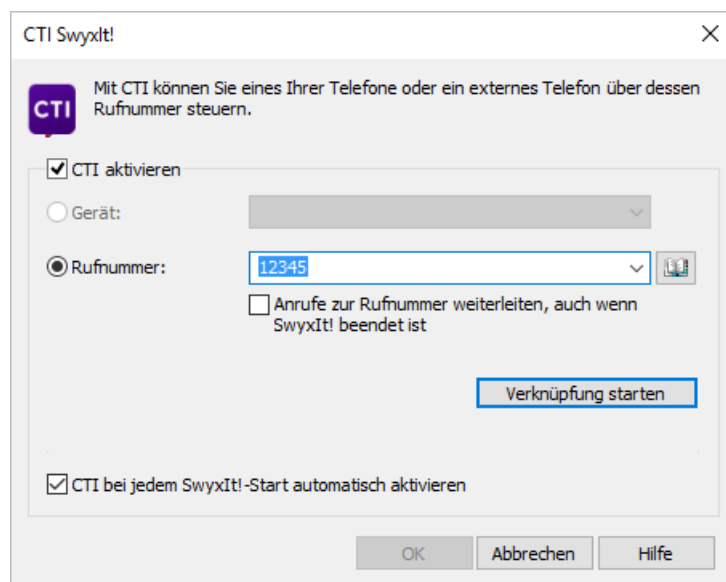 CTI SwyxIt!
CTI
Mit CTI können Sie eines Ihrer Telefone oder ein externes Telefon über dessen
Rufnummer steuern.
CTI aktivieren
Gerät:
Rufnummer:
12345
Anrufe zur Rufnummer weiterleiten, auch wenn
SwyxIt! beendet ist
Verknüpfung starten
CTI bei jedem SwyxIt!-Start automatisch aktivieren
OK
Abbrechen
Hilfe